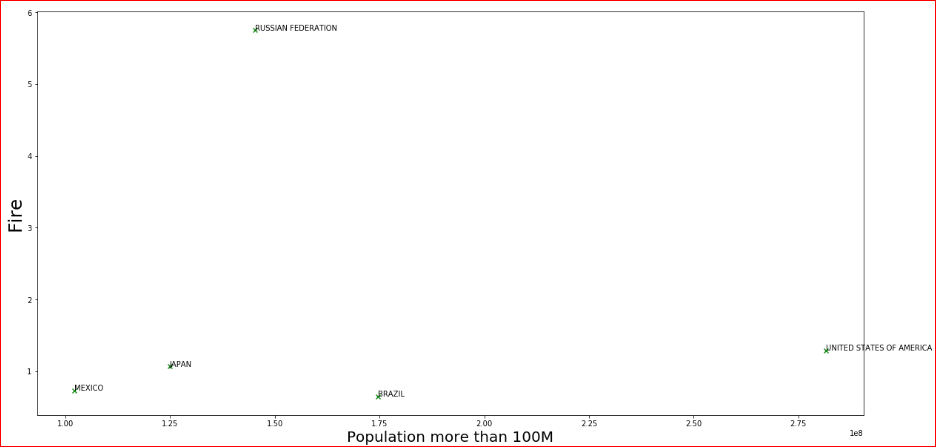 6
RUSSIAN FEDERATION
5
4
Fire
3
2
UNITED STATES OF AMERICA
1
JAPAN
MEXICO
BRAZIL
1.00 1.25 1.50 1.75 2.00 2.25 2.50 2.75
1e8
Population more than 100M